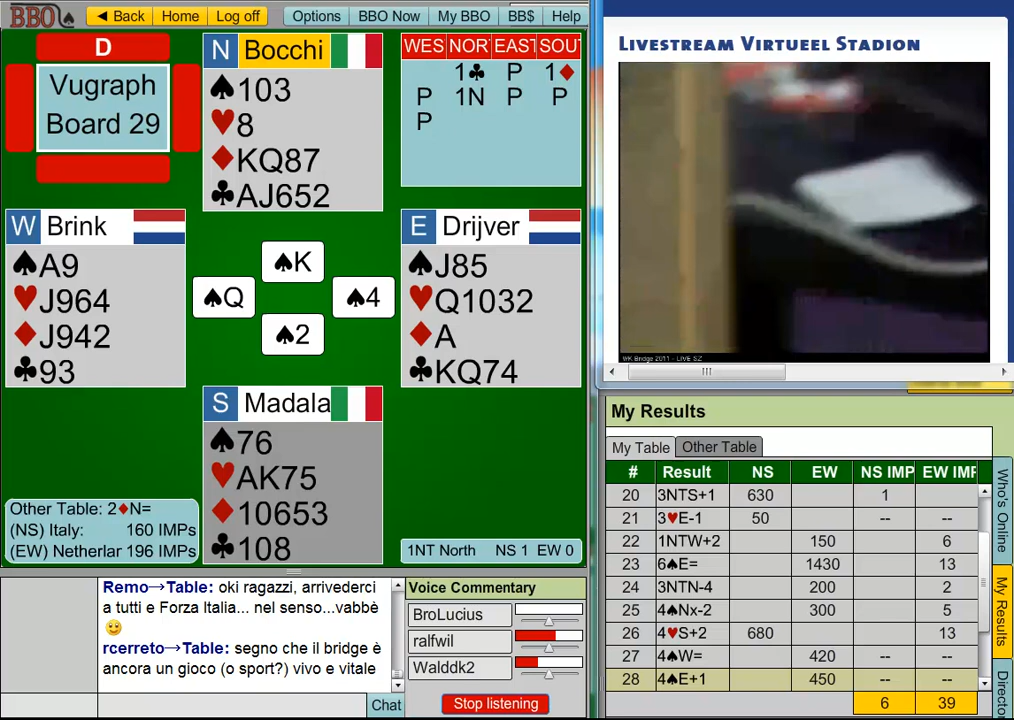 BBO
◄ Back Home Log off Options BBO Now My BBO BB$ Help
D
Vugraph
Board 29
N Bocchi
♠103
♥8
♦KQ87
♣AJ652
WES NOR EAST SOU
1♣ P 1♦
P 1N P P
P
W Brink
♠A9
♥J964
♦J942
♣93
♠K
♠Q
♠4
♠2
E Drijver
♠J85
♥Q1032
♦A
♣KQ74
S Madala
♠76
♥AK75
♦10653
♣108
Other Table: 2♦N=
(NS) Italy: 160 IMPs
(EW) Netherlar 196 IMPs
1NT North NS 1 EW 0
Remo→Table: oki ragazzi, arrivederci
a tutti e Forza Italia... nel senso...vabbè
rcerreto→Table: segno che il bridge è
ancora un gioco (o sport?) vivo e vitale
Chat
Voice Commentary
BroLucius
ralfwil
Walddk2
Stop listening
Livestream Virtueel Stadion
WK Bridge 2011 - LIVE SZ
My Results
My Table Other Table
# Result NS EW NS IMP EW IMP
20 3NTS+1 630 1
21 3♥E-1 50 -- --
22 1NTW+2 150 6
23 6♠E= 1430 13
24 3NTN-4 200 2
25 4♠Nx-2 300 5
26 4♥S+2 680 13
27 4♠W= 420 -- --
28 4♠E+1 450 -- --
6 39
Who's Online
My Results
Director